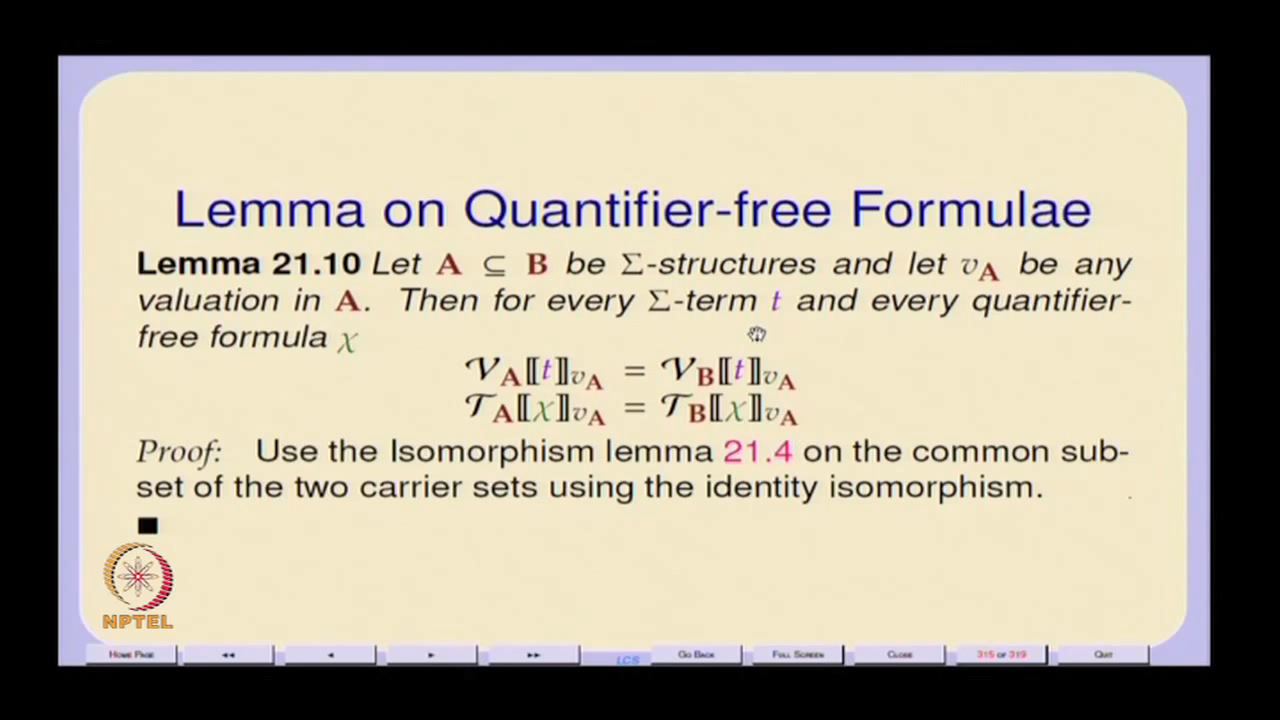 Lemma on Quantifier-free Formulae
Lemma 21.10 Let A ⊆ B be Σ-structures and let v_A be any
valuation in A. Then for every Σ-term t and every quantifier-
free formula χ
𝒱_A⟦t⟧_{v_A} = 𝒱_B⟦t⟧_{v_A}
𝒯_A⟦χ⟧_{v_A} = 𝒯_B⟦χ⟧_{v_A}
Proof: Use the Isomorphism lemma 21.4 on the common sub-
set of the two carrier sets using the identity isomorphism.
■
NPTEL
HOME PAGE ◄◄ ◄ ► ►► LCS GO BACK FULL SCREEN CLOSE 315 OF 319 QUIT